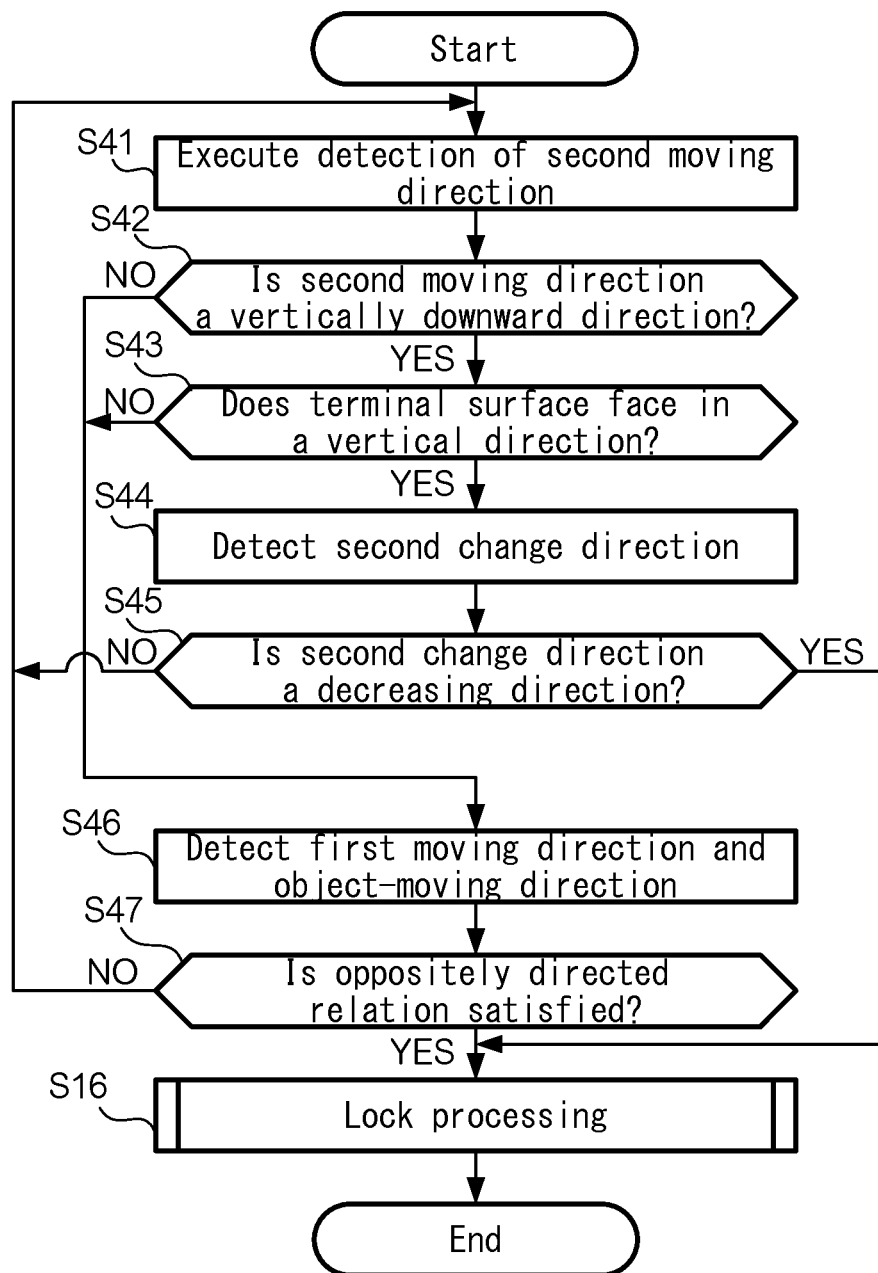 Start
S41
Execute detection of second moving
direction
S42
NO
Is second moving direction
a vertically downward direction?
YES
S43
NO
Does terminal surface face in
a vertical direction?
YES
S44
Detect second change direction
S45
NO
Is second change direction
a decreasing direction?
YES
S46
Detect first moving direction and
object-moving direction
S47
NO
Is oppositely directed
relation satisfied?
YES
S16
Lock processing
End